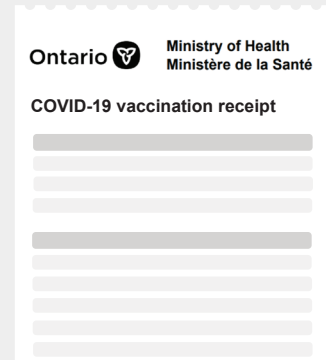 Ontario
Ministry of Health
Ministère de la Santé
COVID-19 vaccination receipt